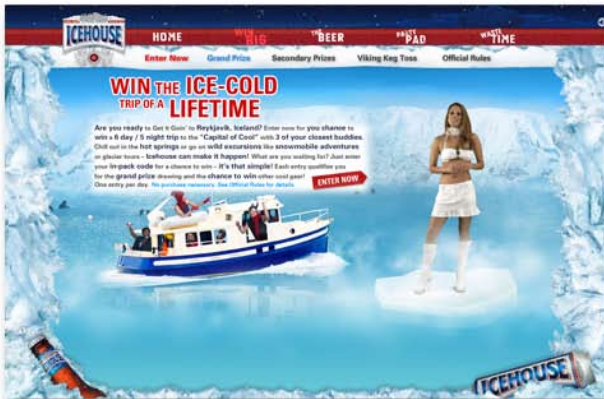 ICEHOUSE
HOME
WIN BIG
THE BEER
PARTY PAD
WASTE TIME
Enter Now
Grand Prize
Secondary Prizes
Viking Keg Toss
Official Rules
WIN THE ICE-COLD
TRIP OF A LIFETIME
Are you ready to Get it Goin' to Reykjavik, Iceland? Enter now for you chance to
win a 6 day / 5 night trip to the "Capital of Cool" with 3 of your closest buddies.
Chill out in the hot springs or go on wild excursions like snowmobile adventures
or glacier tours – Icehouse can make it happen! What are you waiting for? Just enter
your in-pack code for a chance to win – it's that simple! Each entry qualifies you
for the grand prize drawing and the chance to win other cool gear!
One entry per day. No purchase necessary. See Official Rules for details.
ENTER NOW
ICEHOUSE